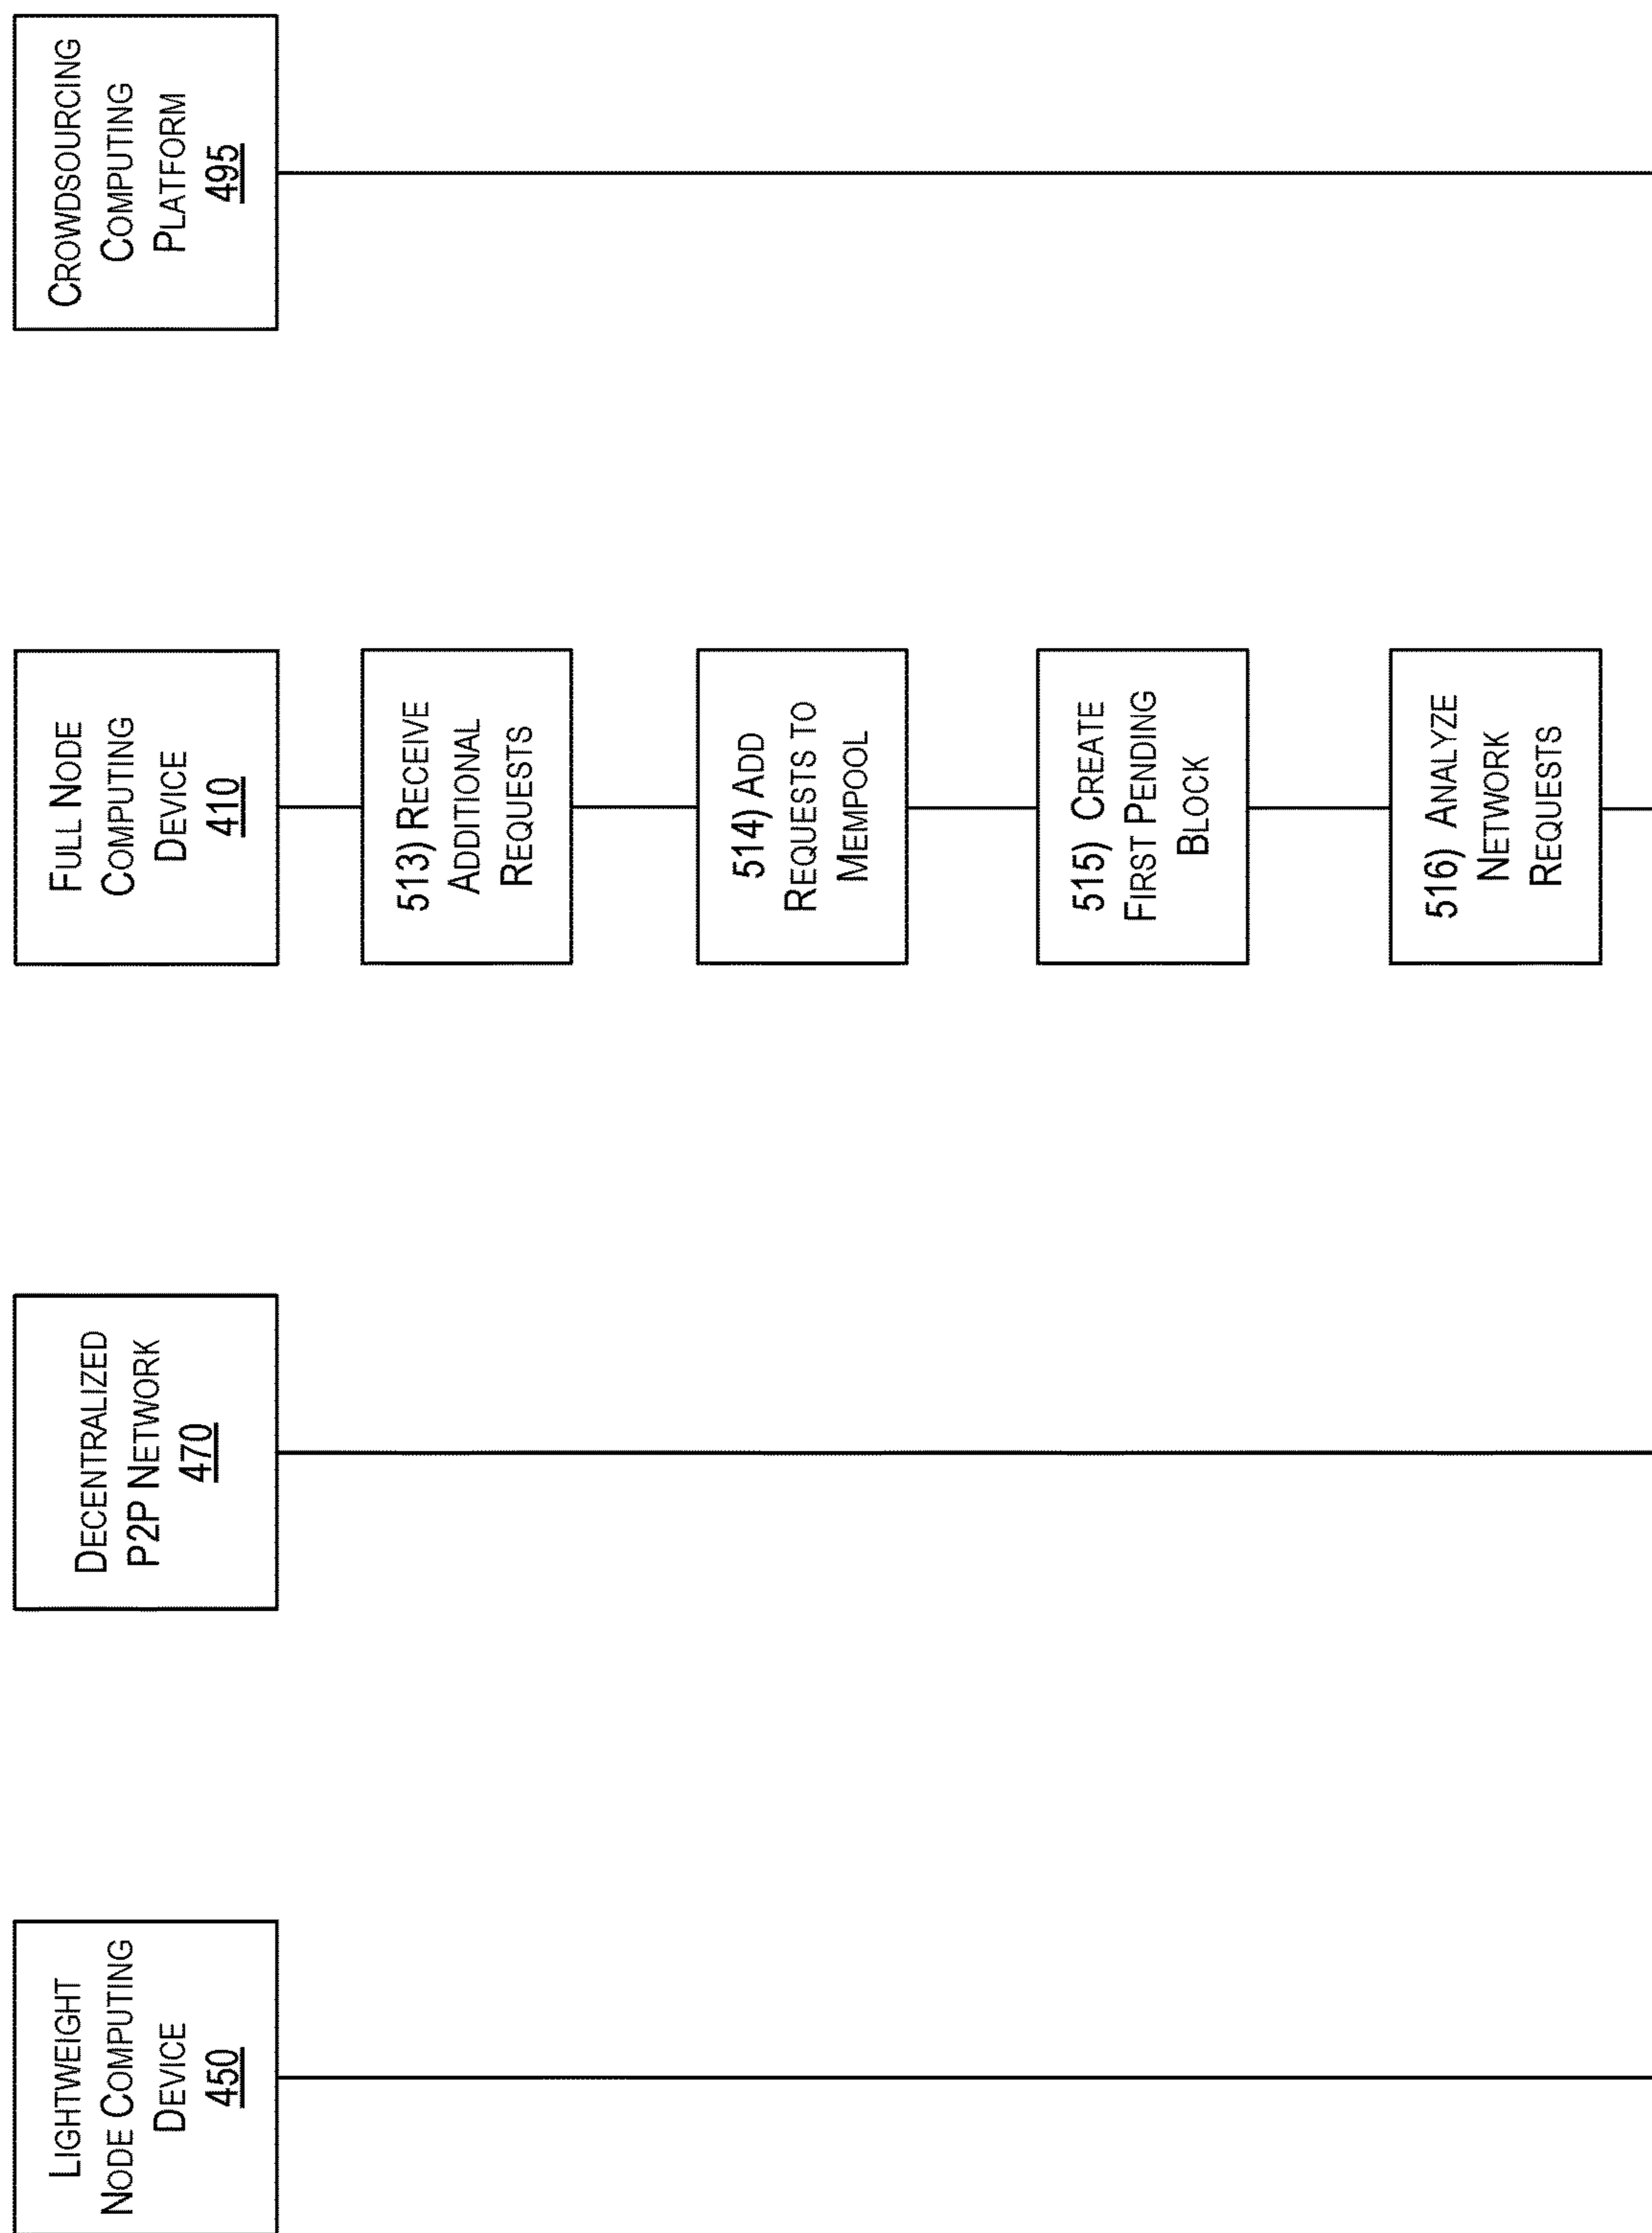 LIGHTWEIGHT
NODE COMPUTING
DEVICE
450
DECENTRALIZED
P2P NETWORK
470
FULL NODE
COMPUTING
DEVICE
410
CROWDSOURCING
COMPUTING
PLATFORM
495
513) RECEIVE
ADDITIONAL
REQUESTS
514) ADD
REQUESTS TO
MEMPOOL
515) CREATE
FIRST PENDING
BLOCK
516) ANALYZE
NETWORK
REQUESTS